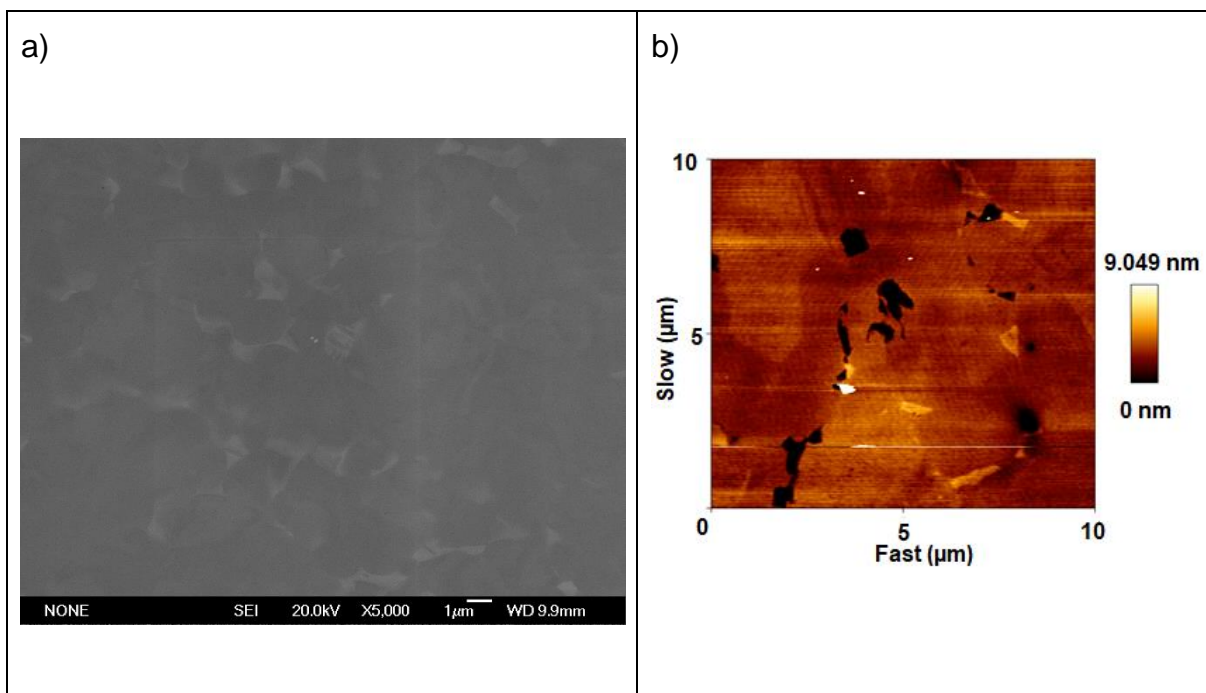 a)
NONE SEI 20.0kV X5,000 1µm WD 9.9mm
b)
10
Slow (µm)
5
0
5
10
Fast (µm)
9.049 nm
0 nm